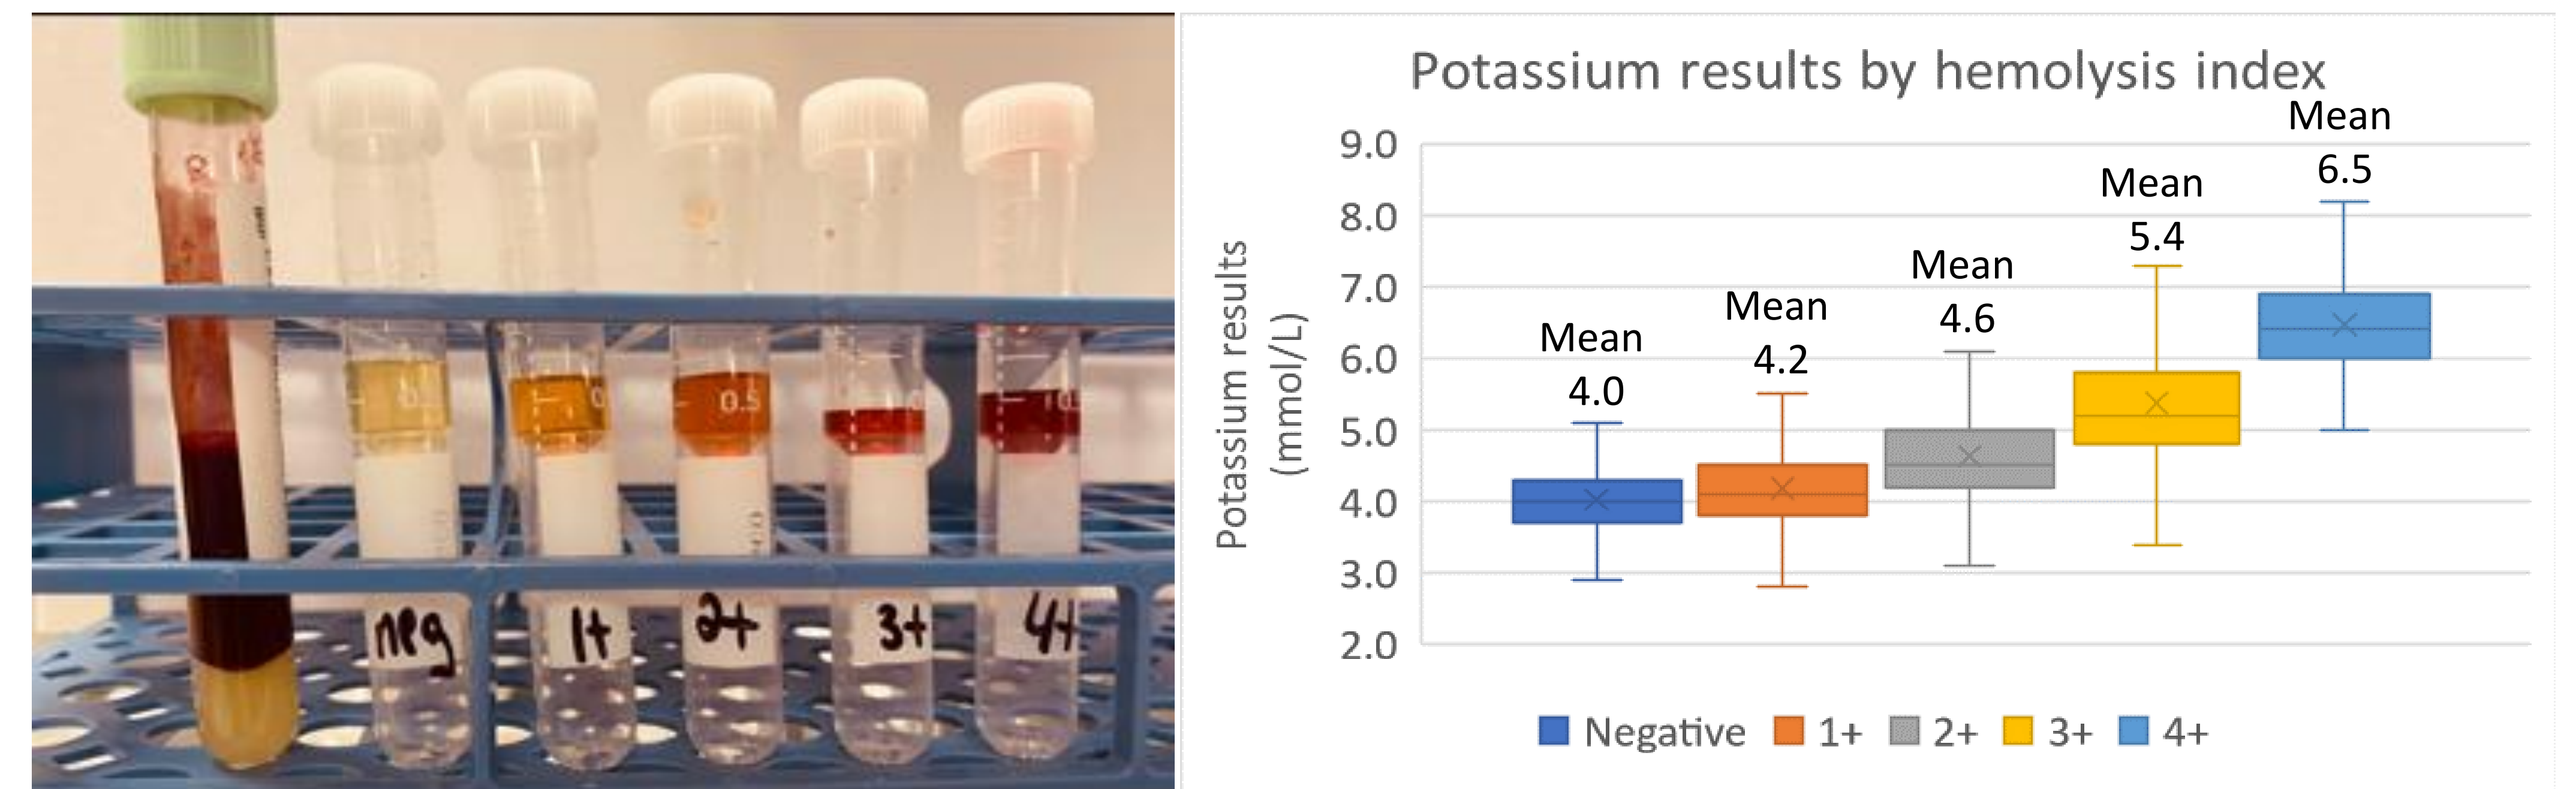 neg
1+
2+
3+
4+
0.5
Potassium results by hemolysis index
Potassium results
(mmol/L)
9.0
8.0
7.0
6.0
5.0
4.0
3.0
2.0
Mean
4.0
Mean
4.2
Mean
4.6
Mean
5.4
Mean
6.5
Negative 1+ 2+ 3+ 4+